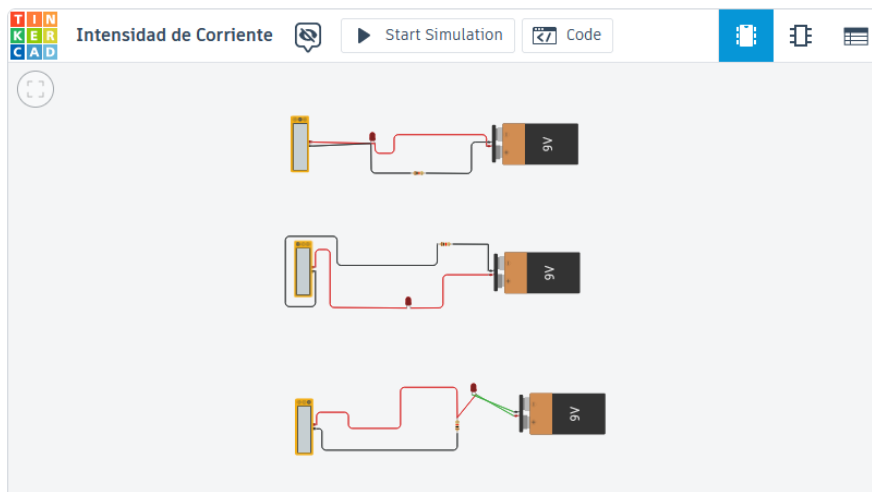 TIN
KER
CAD
Intensidad de Corriente
Start Simulation
Code
9V
9V
9V